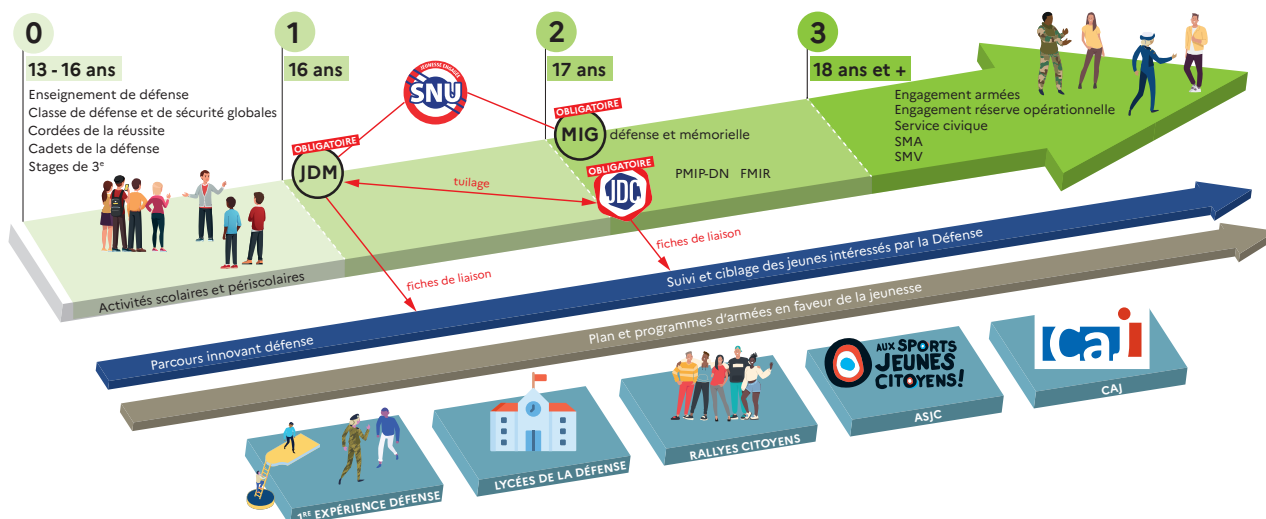 0
13 - 16 ans
Enseignement de défense
Classe de défense et de sécurité globales
Cordées de la réussite
Cadets de la défense
Stages de 3e
1
16 ans
JEUNESSE ENGAGÉE
SNU
OBLIGATOIRE
JDM
2
17 ans
OBLIGATOIRE
MIG
défense et mémorielle
OBLIGATOIRE
JDC
PMIP-DN FMIR
tuilage
3
18 ans et +
Engagement armées
Engagement réserve opérationnelle
Service civique
SMA
SMV
fiches de liaison
fiches de liaison
Activités scolaires et périscolaires
Parcours innovant défense
Suivi et ciblage des jeunes intéressés par la Défense
Plan et programmes d'armées en faveur de la jeunesse
1RE EXPÉRIENCE DÉFENSE
LYCÉES DE LA DÉFENSE
RALLYES CITOYENS
AUX SPORTS
JEUNES
CITOYENS!
ASJC
caj
CAJ